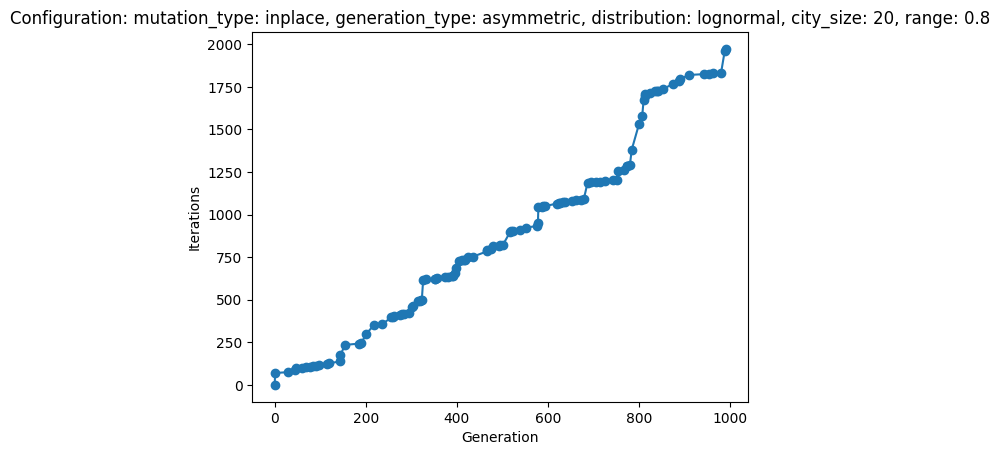 Configuration: mutation_type: inplace, generation_type: asymmetric, distribution: lognormal, city_size: 20, range: 0.8
2000
1750
1500
1250
1000
750
500
250
0
Iterations
0 200 400 600 800 1000
Generation